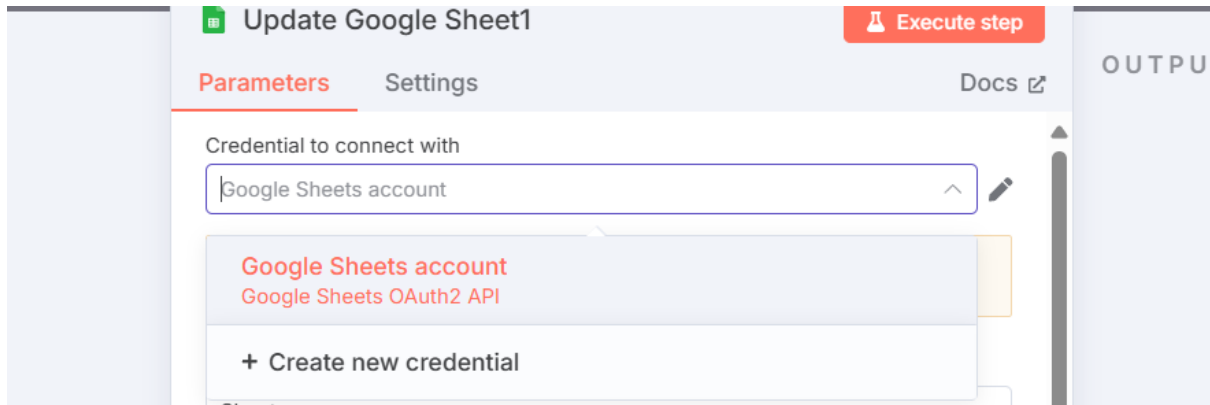 Update Google Sheet1
Execute step
OUTPU
Parameters
Settings
Docs
Credential to connect with
Google Sheets account
Google Sheets account
Google Sheets OAuth2 API
+ Create new credential